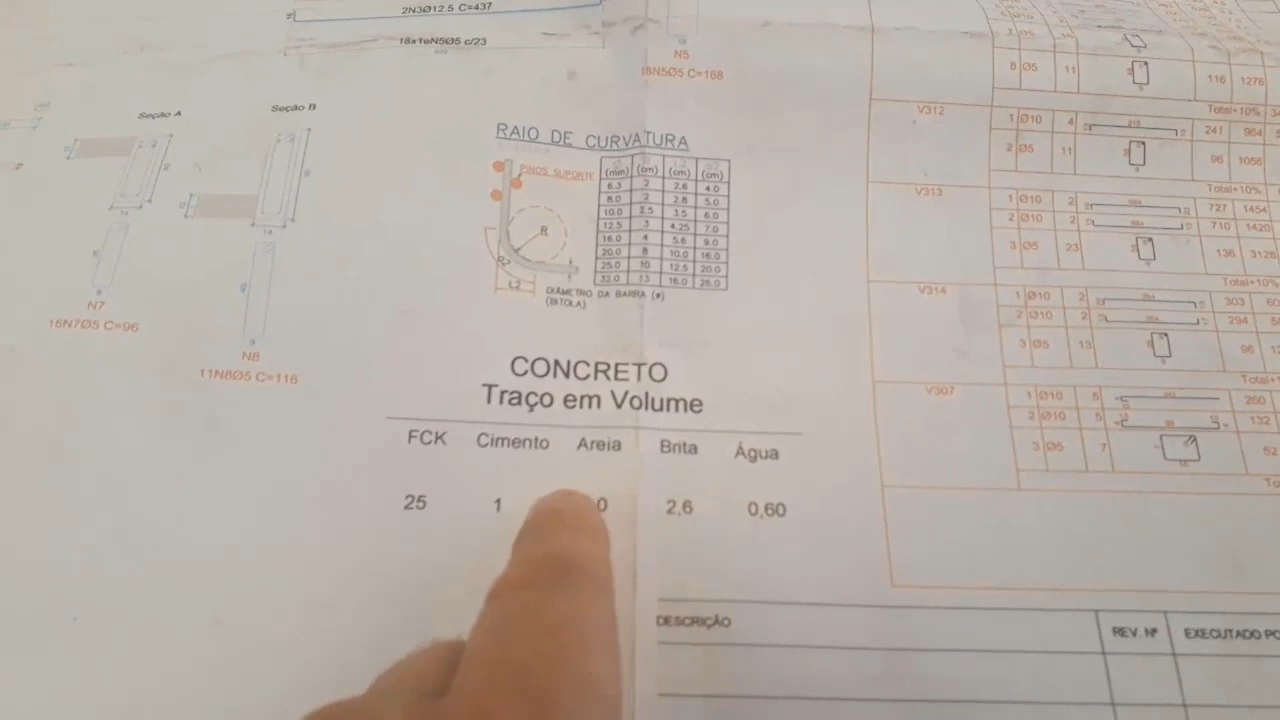 2N3Ø12.5 C=437
18x1eN5Ø5 c/23
N5
C=168
Seção A
Seção B
N7
16N7Ø5 C=96
N8
11N8Ø5 C=116
RAIO DE CURVATURA
PINOS SUPORTE
(mm) (cm) (cm) (cm)
6.3 2 2.6 4.0
8.0 2 2.8 5.0
10.0 2.5 3.5 6.0
12.5 3 4.25 7.0
16.0 4 5.6 9.0
20.0 8 10.0 16.0
25.0 10 12.5 20.0
32.0 13 16.0 26.0
R
L2
DIÂMETRO DA BARRA (ø)
(BITOLA)
CONCRETO
Traço em Volume
FCK Cimento Areia Brita Água
25 1 0 2,6 0,60
8 Ø5 11 116 1276
Total+10%
V312
1 Ø10 4 241 964
2 Ø5 11 96 1056
Total+10%
V313
1 Ø10 2 727 1454
2 Ø10 2 710 1420
3 Ø5 23 136 3128
Total+10%
V314
1 Ø10 2 303
2 Ø10 2 294
3 Ø5 13 96
V307
1 Ø10 5 260
2 Ø10 5 132
3 Ø5 7 52
DESCRIÇÃO REV. Nº EXECUTADO PO